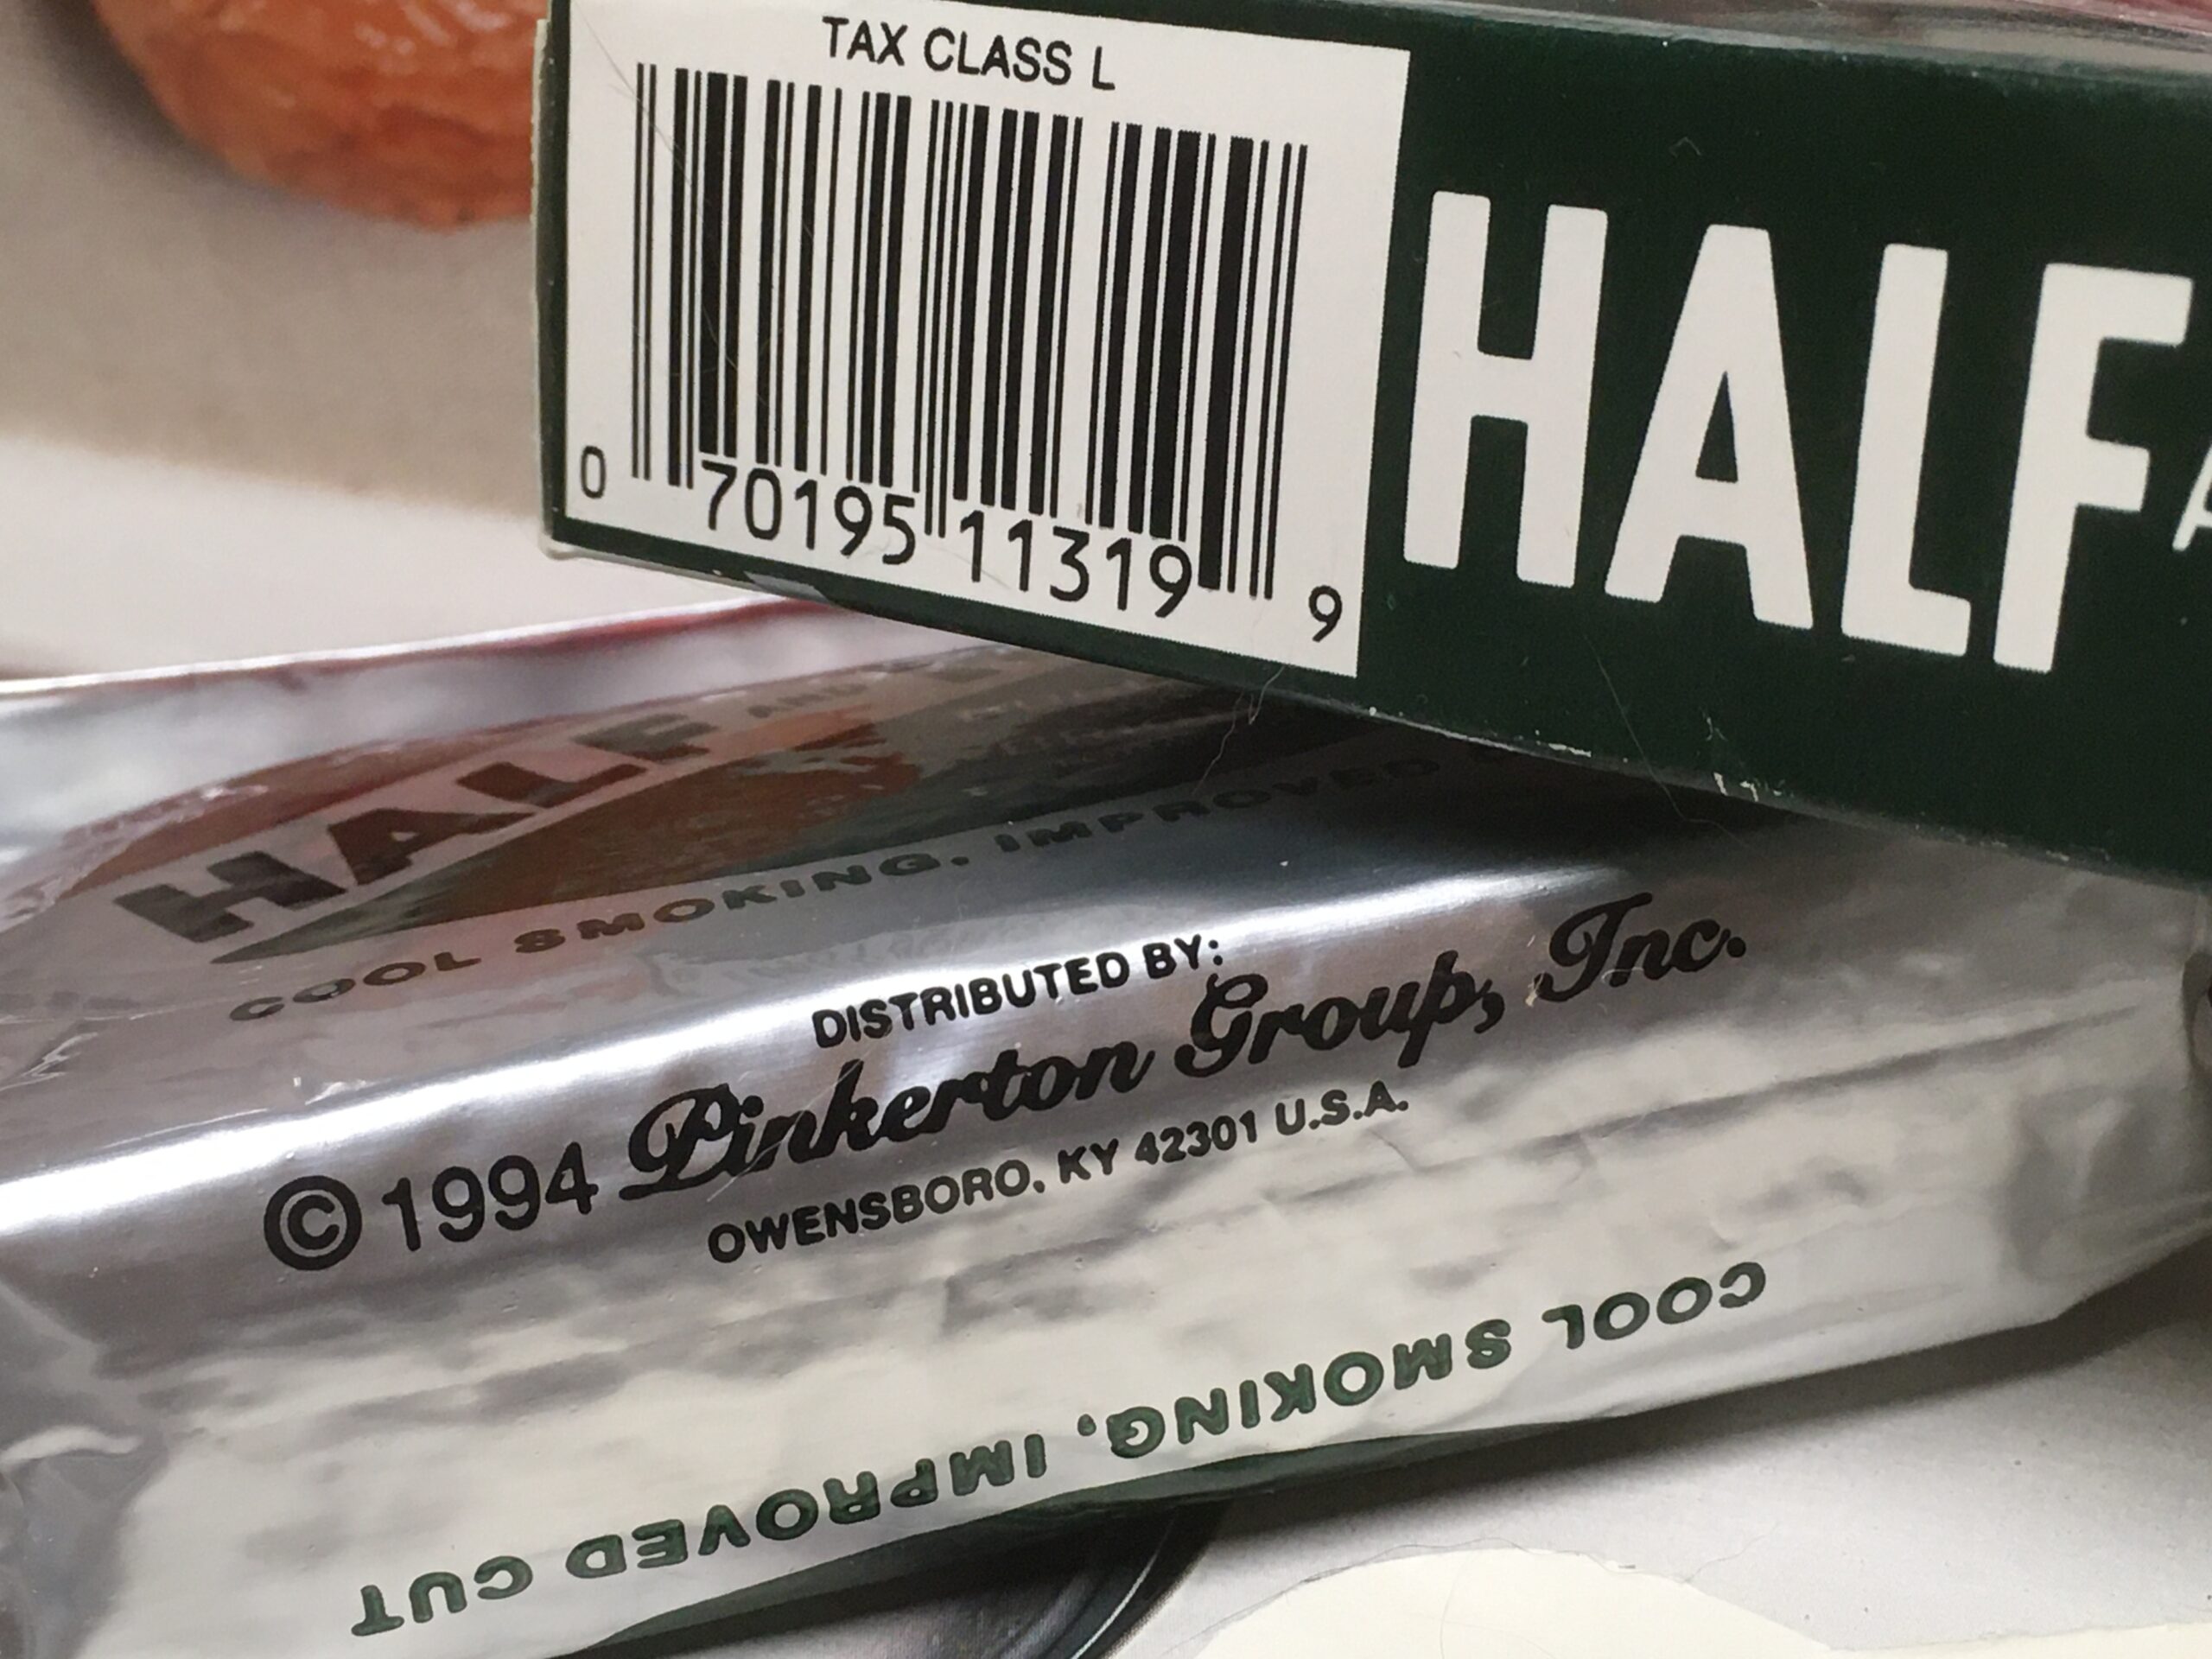 TAX CLASS L
0 70195 11319 9
HALF
HALF AND
COOL SMOKING, IMPROVED
DISTRIBUTED BY:
©1994 Pinkerton Group, Inc.
OWENSBORO, KY 42301 U.S.A.
COOL SMOKING, IMPROVED CUT